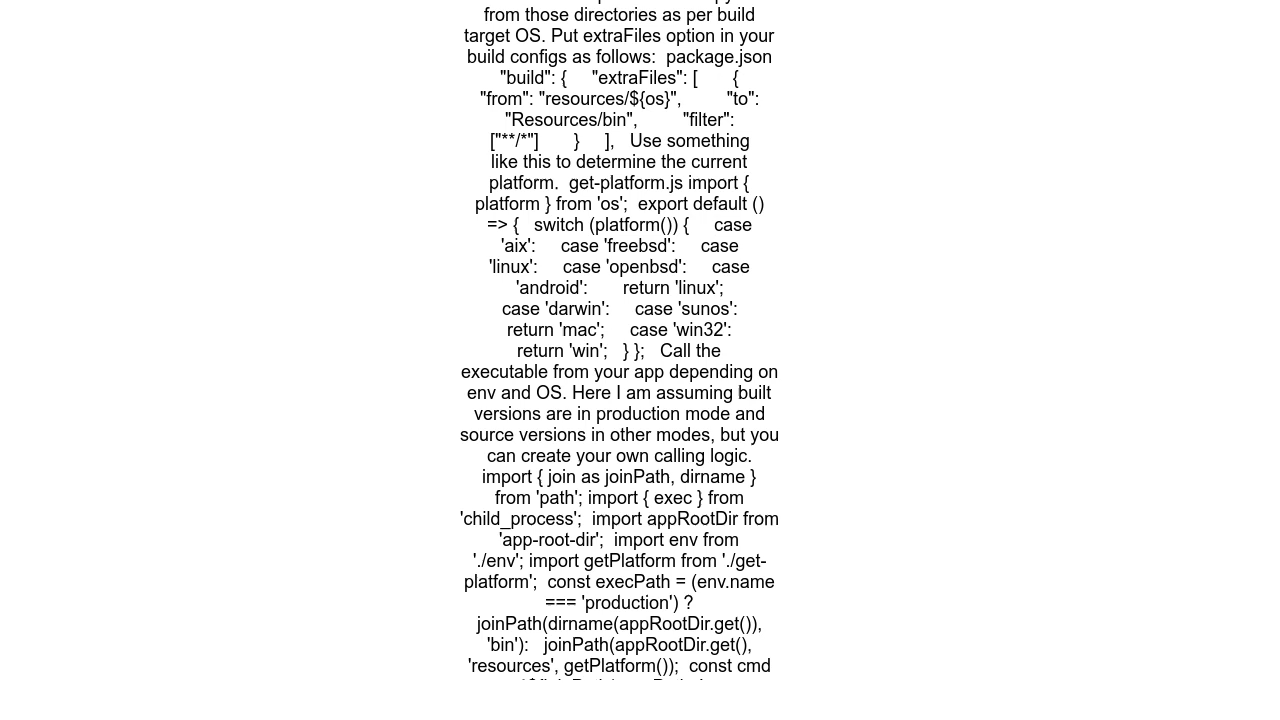 from those directories as per build
target OS. Put extraFiles option in your
build configs as follows:  package.json
"build": {     "extraFiles": [       {
"from": "resources/${os}",         "to":
"Resources/bin",         "filter":
["**/*"]       }     ],   Use something
like this to determine the current
platform.  get-platform.js import {
platform } from 'os';  export default ()
=> {   switch (platform()) {     case
'aix':     case 'freebsd':     case
'linux':     case 'openbsd':     case
'android':       return 'linux';
case 'darwin':     case 'sunos':
return 'mac';     case 'win32':
return 'win';   } };   Call the
executable from your app depending on
env and OS. Here I am assuming built
versions are in production mode and
source versions in other modes, but you
can create your own calling logic.
import { join as joinPath, dirname }
from 'path'; import { exec } from
'child_process';  import appRootDir from
'app-root-dir';  import env from
'./env'; import getPlatform from './get-
platform';  const execPath = (env.name
=== 'production') ?
joinPath(dirname(appRootDir.get()),
'bin'):   joinPath(appRootDir.get(),
'resources', getPlatform());  const cmd